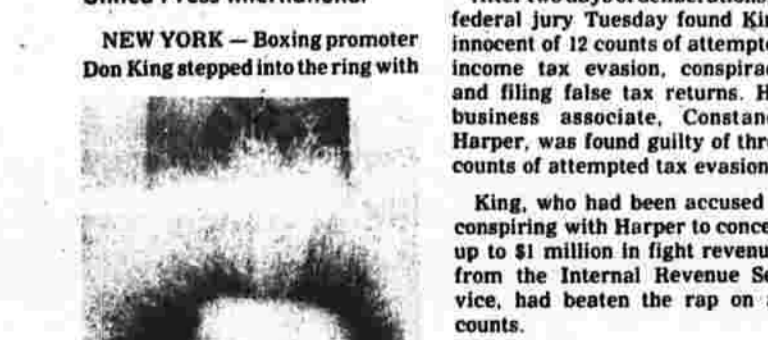 NEW YORK — Boxing promoter
Don King stepped into the ring with
federal jury Tuesday found
innocent of 12 counts of
income tax evasion,
and filing false tax returns.
business associate,
Harper, was found guilty of
counts of attempted tax evasion
King, who had been accused
conspiring with Harper to
up to $1 million in fight
from the Internal Revenue Se
vice, had beaten the rap on
counts.